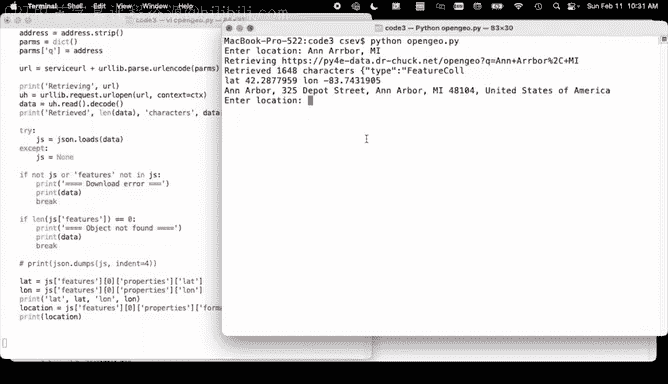 Terminal Shell Edit View Window Help
Sun Feb 11 10:31 AM
code3 — vi opengeo.py — 84×37
address = address.strip()
parms = dict()
parms['q'] = address
url = serviceurl + urllib.parse.urlencode(parms)
print('Retrieving', url)
uh = urllib.request.urlopen(url, context=ctx)
data = uh.read().decode()
print('Retrieved', len(data), 'characters', data
try:
js = json.loads(data)
except:
js = None
if not js or 'features' not in js:
print('==== Download error ===')
print(data)
break
if len(js['features']) == 0:
print('==== Object not found ====')
print(data)
break
# print(json.dumps(js, indent=4))
lat = js['features'][0]['properties']['lat']
lon = js['features'][0]['properties']['lon']
print('lat', lat, 'lon', lon)
location = js['features'][0]['properties']['form
print(location)
code3 — Python opengeo.py — 83×30
MacBook-Pro-522:code3 csev$ python opengeo.py
Enter location: Ann Arrbor, MI
Retrieving https://py4e-data.dr-chuck.net/opengeo?q=Ann+Arrbor%2C+MI
Retrieved 1648 characters {"type":"FeatureColl
lat 42.2877959 lon -83.7431905
Ann Arbor, 325 Depot Street, Ann Arbor, MI 48104, United States of America
Enter location: